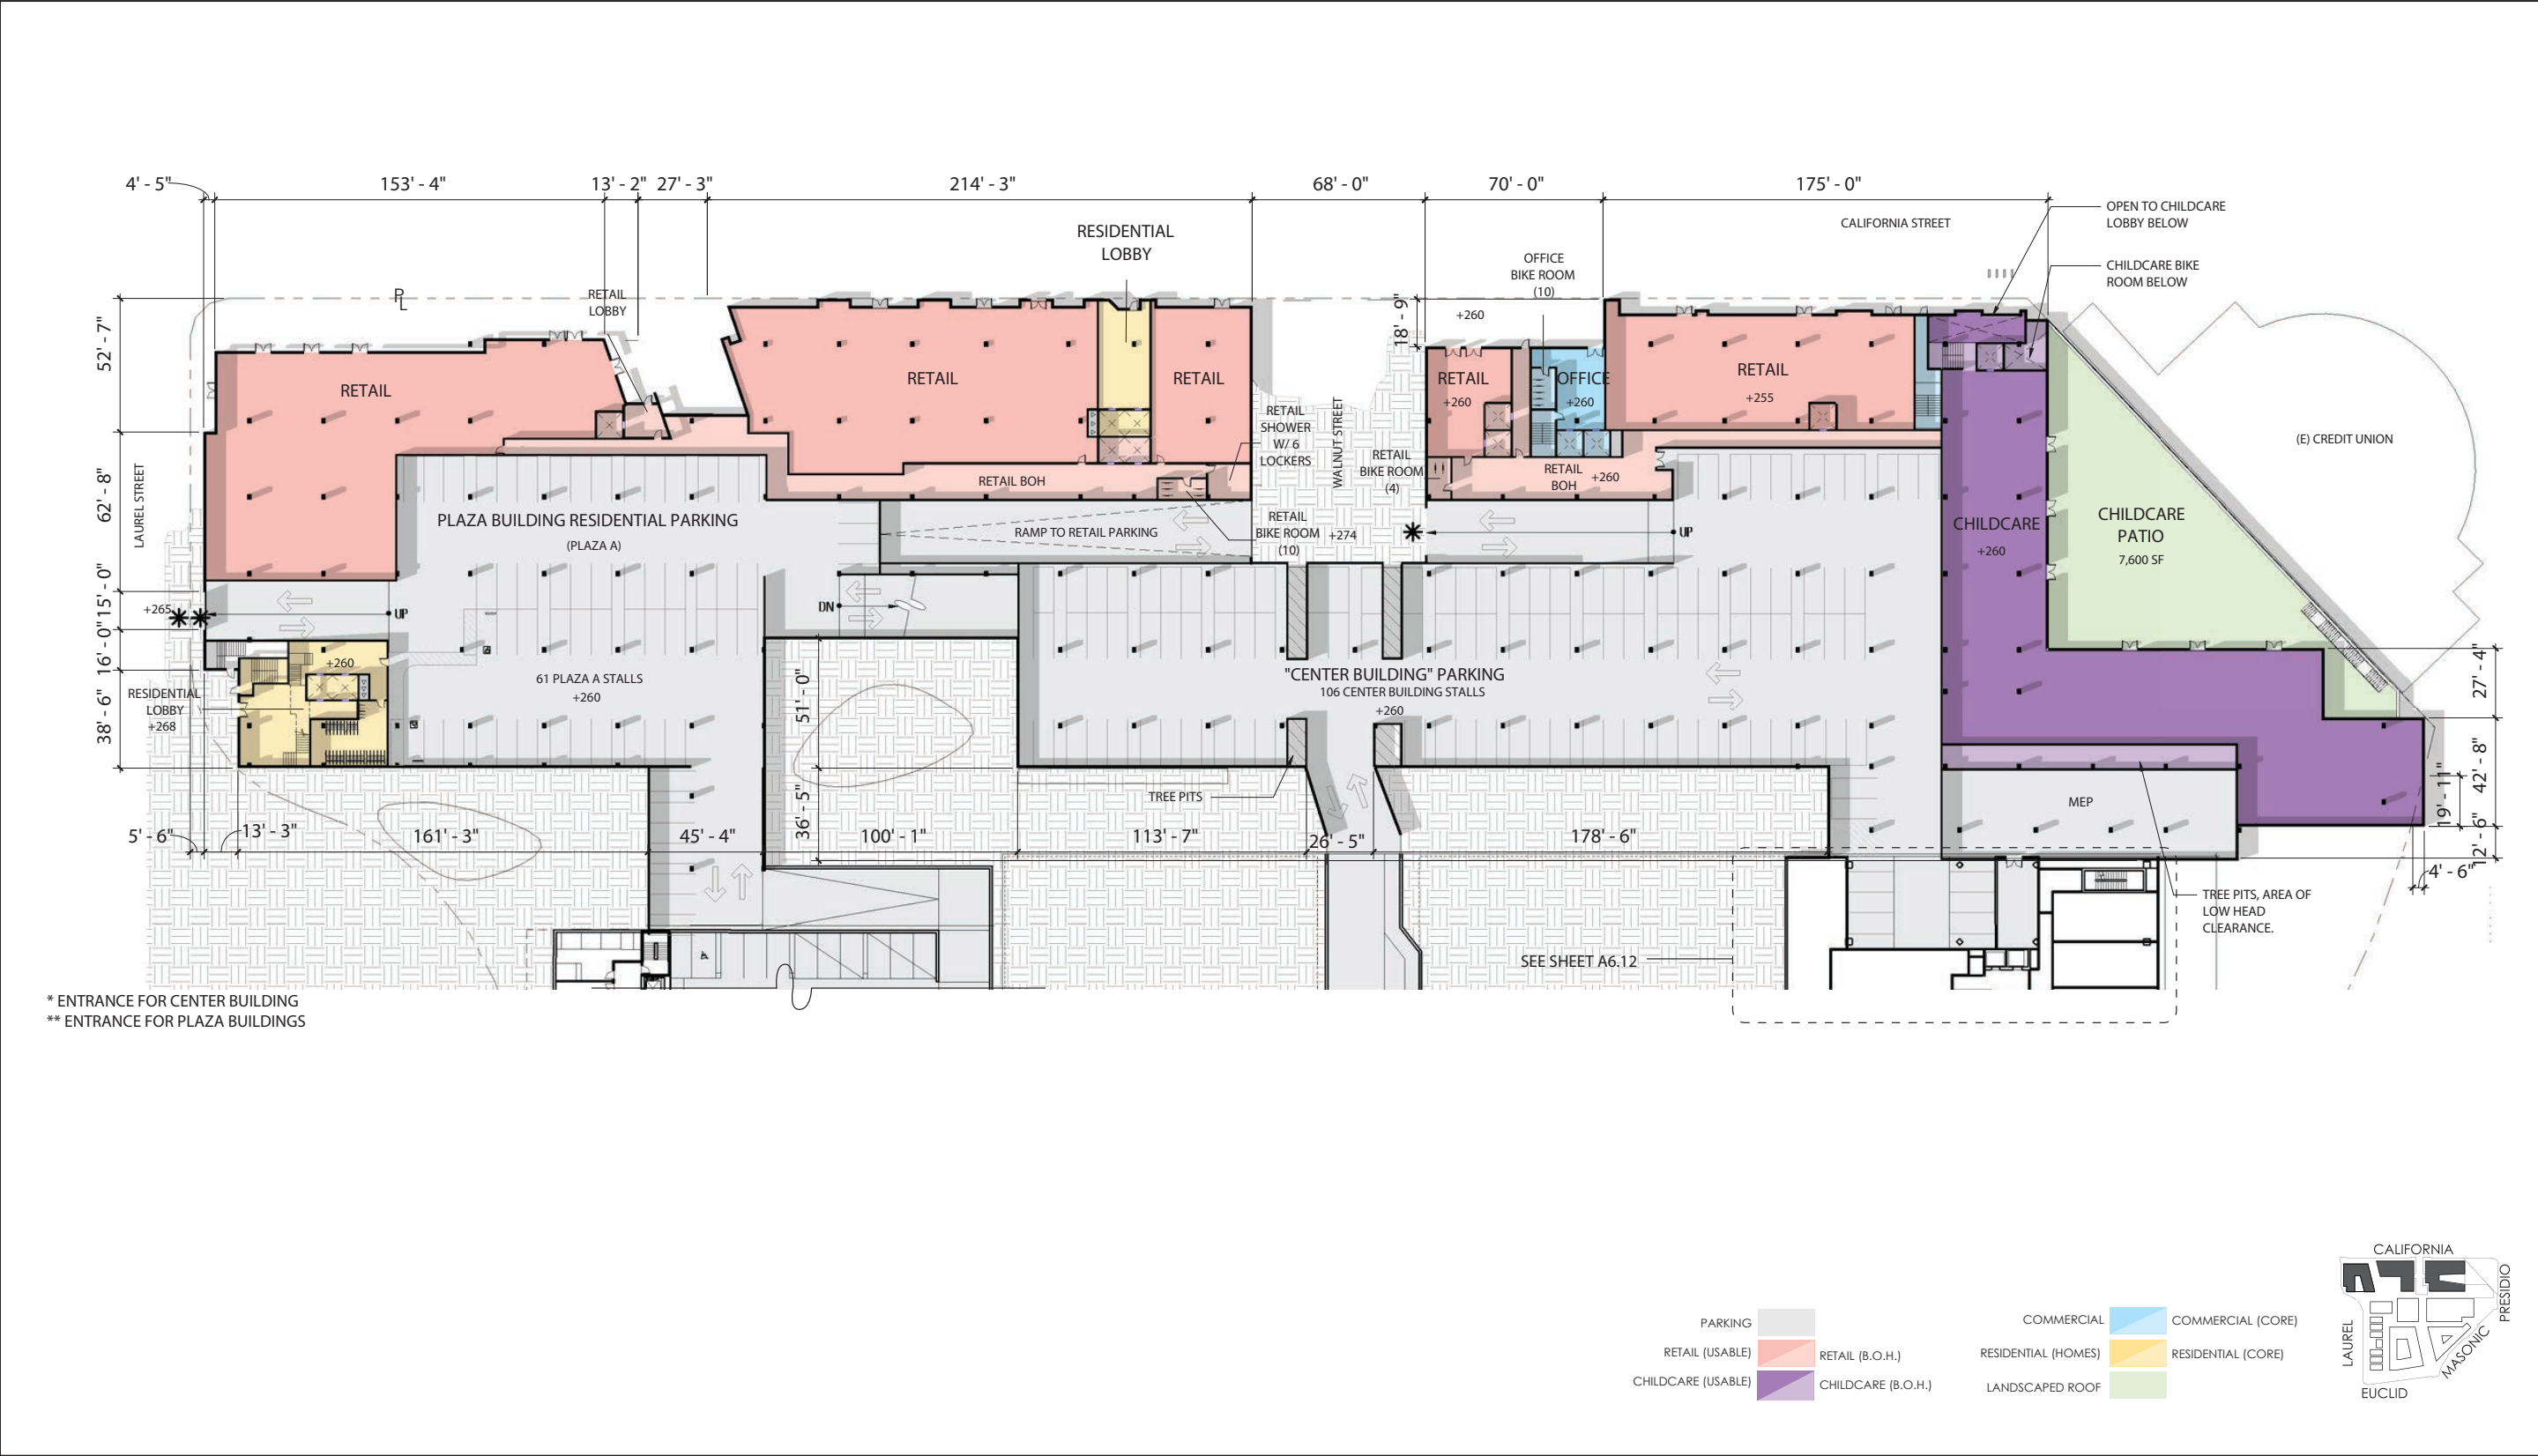 4' - 5"
153' - 4"
13' - 2"
27' - 3"
214' - 3"
68' - 0"
70' - 0"
175' - 0"
OPEN TO CHILDCARE
LOBBY BELOW
CALIFORNIA STREET
RESIDENTIAL
LOBBY
OFFICE
BIKE ROOM
(10)
CHILDCARE BIKE
ROOM BELOW
PL
RETAIL
LOBBY
52' - 7"
18' - 9"
+260
RETAIL
RETAIL
RETAIL
RETAIL
+260
OFFICE
+260
RETAIL
+255
RETAIL
SHOWER
W/ 6
LOCKERS
WALNUT STREET
RETAIL
BIKE ROOM
(4)
(E) CREDIT UNION
62' - 8"
LAUREL STREET
RETAIL BOH
RETAIL
BOH
+260
PLAZA BUILDING RESIDENTIAL PARKING
(PLAZA A)
RAMP TO RETAIL PARKING
RETAIL
BIKE ROOM
(10)
+274
UP
CHILDCARE
+260
CHILDCARE
PATIO
7,600 SF
15' - 0"
+265
UP
DN
16' - 0"
+260
38' - 6"
RESIDENTIAL
LOBBY
+268
61 PLAZA A STALLS
+260
51' - 0"
"CENTER BUILDING" PARKING
106 CENTER BUILDING STALLS
+260
27' - 4"
42' - 8"
19' - 11"
12' - 6"
4' - 6"
TREE PITS
MEP
36' - 5"
5' - 6"
13' - 3"
161' - 3"
45' - 4"
100' - 1"
113' - 7"
26' - 5"
178' - 6"
TREE PITS, AREA OF
LOW HEAD
CLEARANCE.
SEE SHEET A6.12
* ENTRANCE FOR CENTER BUILDING
** ENTRANCE FOR PLAZA BUILDINGS
PARKING
RETAIL (USABLE)
RETAIL (B.O.H.)
CHILDCARE (USABLE)
CHILDCARE (B.O.H.)
COMMERCIAL
COMMERCIAL (CORE)
RESIDENTIAL (HOMES)
RESIDENTIAL (CORE)
LANDSCAPED ROOF
CALIFORNIA
PRESIDIO
LAUREL
MASONIC
EUCLID